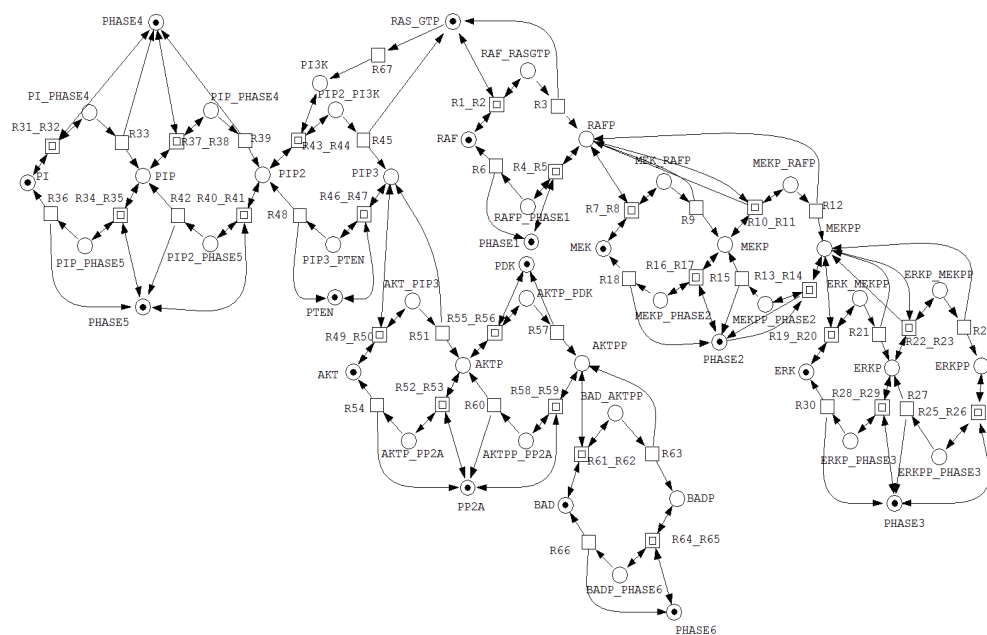 PHASE4
RAS_GTP
RAF_RASGTP
R67
PI3K
PI_PHASE4
PIP_PHASE4
PIP2_PI3K
R1_R2
R3
R31_R32
R33
R37_R38
R39
R43_R44
R45
RAF
RAFP
R6
R4_R5
MEK_RAFP
MEKP_RAFP
PI
PIP
PIP2
PIP3
R36
R34_R35
R42
R40_R41
R48
R46_R47
RAFP_PHASE1
R7_R8
R9
R10_R11
R12
MEKPP
PIP_PHASE5
PIP2_PHASE5
PIP3_PTEN
PHASE1
MEK
MEKP
PDK
R18
R16_R17
R15
R13_R14
ERK_MEKPP
ERKP_MEKPP
AKT_PIP3
AKTP_PDK
PHASE5
PTEN
MEKP_PHASE2
MEKPP_PHASE2
R49_R50
R51
R55_R56
R57
R19_R20
R21
R22_R23
R2
AKTPP
PHASE2
AKT
AKTP
ERK
ERKP
ERKPP
R54
R52_R53
R60
R58_R59
BAD_AKTPP
R30
R28_R29
R27
R25_R26
AKTP_PP2A
AKTPP_PP2A
R61_R62
R63
ERKP_PHASE3
ERKPP_PHASE3
PP2A
BAD
BADP
PHASE3
R66
R64_R65
BADP_PHASE6
PHASE6